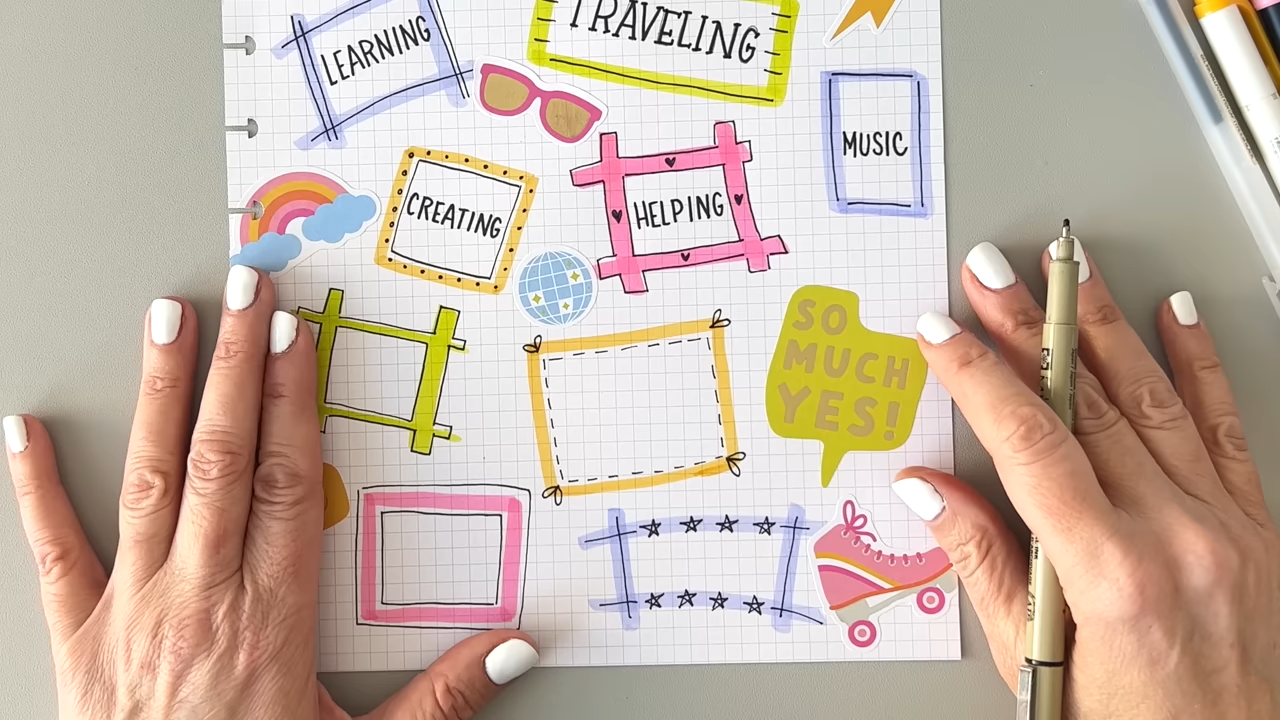 LEARNING
TRAVELING
MUSIC
CREATING
HELPING
SO
MUCH
YES!